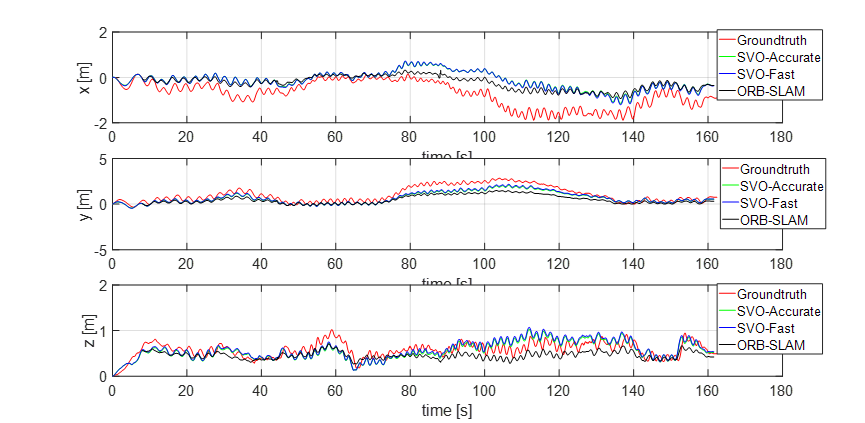 2
0
-2
x [m]
0 20 40 60 80 100 120 140 160 180
time [s]
Groundtruth
SVO-Accurate
SVO-Fast
ORB-SLAM
5
0
-5
y [m]
0 20 40 60 80 100 120 140 160 180
time [s]
Groundtruth
SVO-Accurate
SVO-Fast
ORB-SLAM
2
1
0
z [m]
0 20 40 60 80 100 120 140 160 180
time [s]
Groundtruth
SVO-Accurate
SVO-Fast
ORB-SLAM